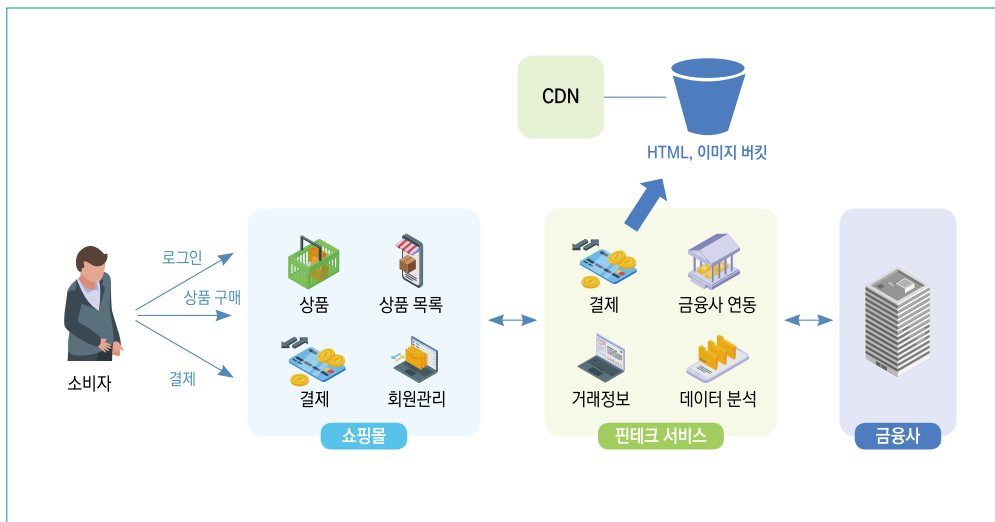 CDN
HTML, 이미지 버킷
로그인
상품 구매
결제
소비자
상품
상품 목록
결제
회원관리
쇼핑몰
결제
금융사 연동
거래정보
데이터 분석
핀테크 서비스
금융사